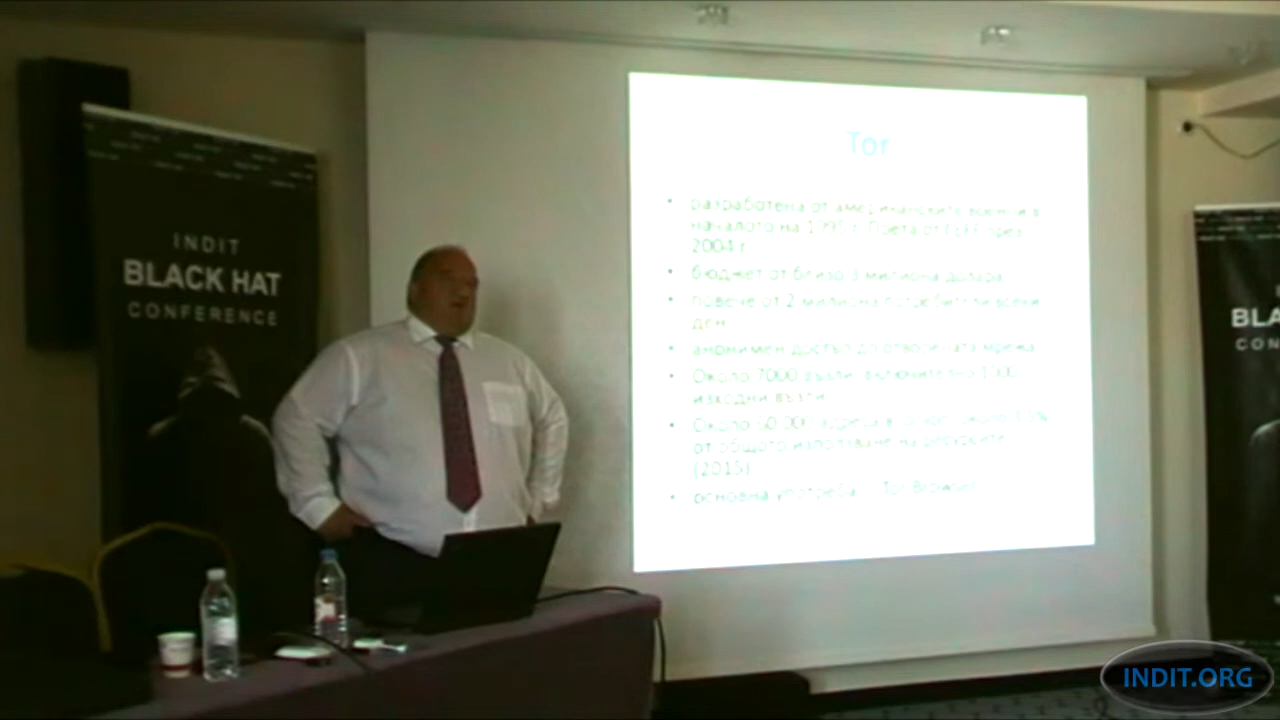 INDIT
BLACK HAT
CONFERENCE
Tor
• разработена от американските военни в
началото на 1990 г. Поета от EFF през
2004 г.
• бюджет от близо 3 милиона долара
• повече от 2 милиона потребители всеки
ден
• анонимен достъп до отворената мрежа
• Около 7000 възли, включително 1000
изходни възли
• Около 60 000 адреса
от общото използване на ресурсите
(2015)
• основна употреба Tor Browser
BLA
CON
INDIT.ORG